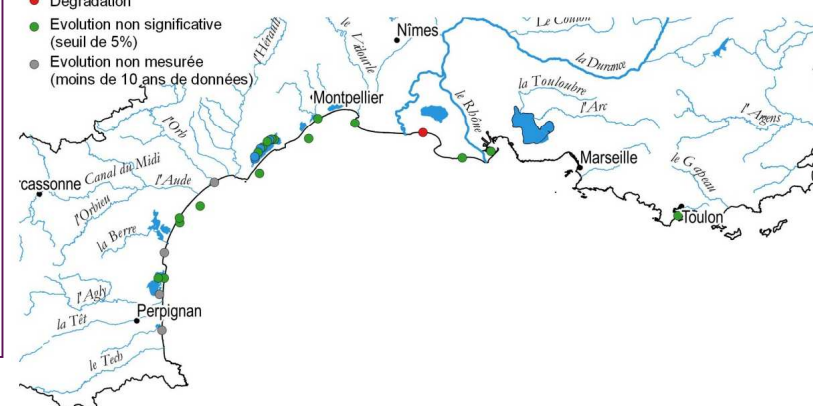 Dégradation
Evolution non significative
(seuil de 5%)
Evolution non mesurée
(moins de 10 ans de données)
l'Hérault
le Vidourle
Nîmes
la Durance
Montpellier
le Rhône
la Touloubre
l'Arc
l'Argens
l'Orb
Canal du Midi
Marseille
rcassonne
l'Aude
le Gapeau
l'Orbieu
Toulon
la Berre
l'Agly
Perpignan
la Têt
le Tech